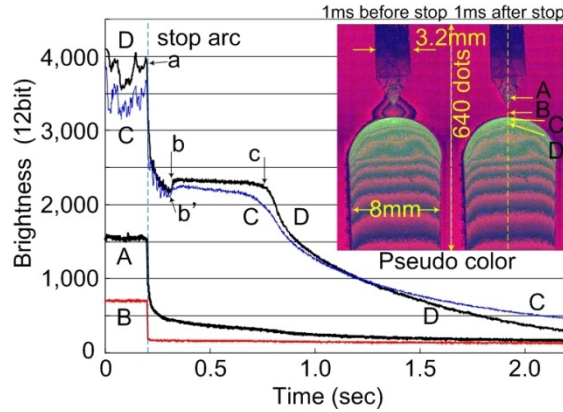 1ms before stop 1ms after stop
3.2mm
640 dots
A
B
C
D
8mm
Pseudo color
Brightness (12bit)
4,000
3,000
2,000
1,000
0
D
C
stop arc
a
b
b'
c
C
D
A
B
D
C
0 0.5 1.0 1.5 2.0
Time (sec)